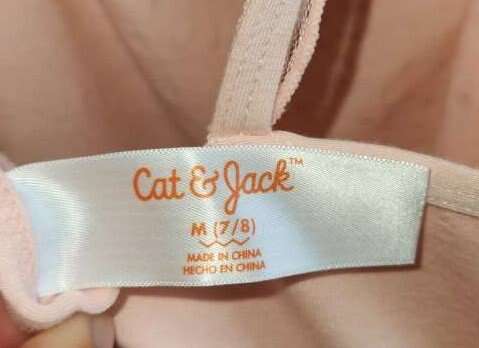 Cat & Jack™
M (7/8)
MADE IN CHINA
HECHO EN CHINA